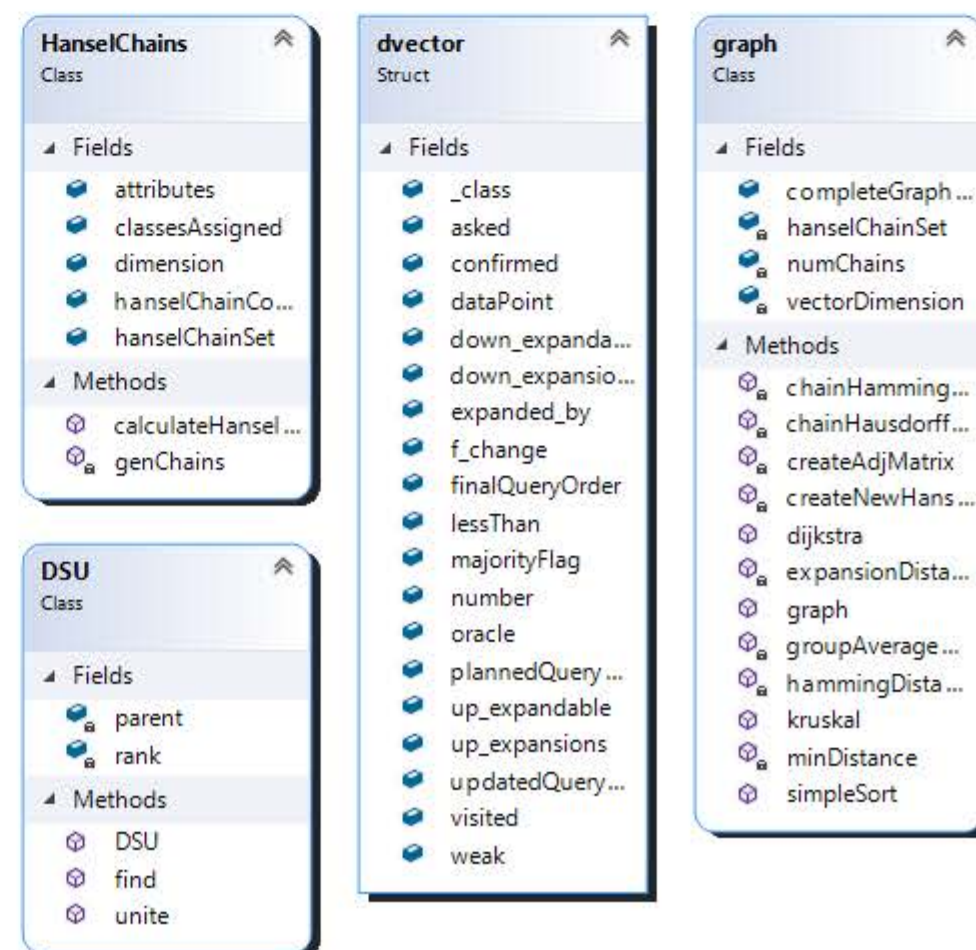 HanselChains
Class
Fields
attributes
classesAssigned
dimension
hanselChainCo...
hanselChainSet
Methods
calculateHansel...
genChains
DSU
Class
Fields
parent
rank
Methods
DSU
find
unite
dvector
Struct
Fields
_class
asked
confirmed
dataPoint
down_expanda...
down_expansio...
expanded_by
f_change
finalQueryOrder
lessThan
majorityFlag
number
oracle
plannedQuery...
up_expandable
up_expansions
updatedQuery...
visited
weak
graph
Class
Fields
completeGraph...
hanselChainSet
numChains
vectorDimension
Methods
chainHamming...
chainHausdorff...
createAdjMatrix
createNewHans...
dijkstra
expansionDista...
graph
groupAverage...
hammingDista...
kruskal
minDistance
simpleSort